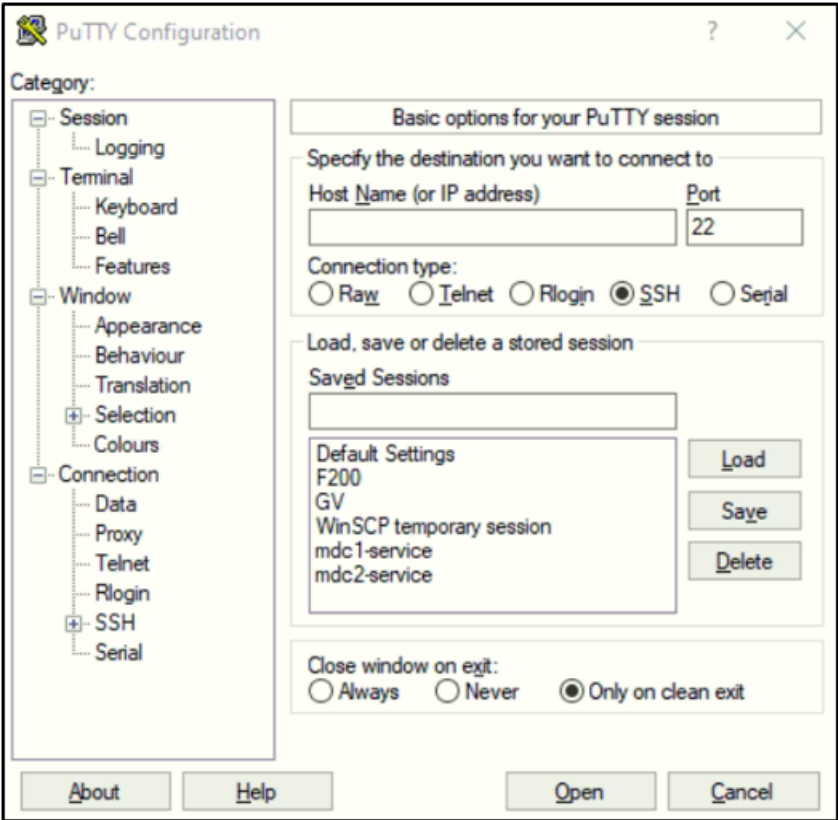 PuTTY Configuration
?
Category:
Session
Logging
Terminal
Keyboard
Bell
Features
Window
Appearance
Behaviour
Translation
Selection
Colours
Connection
Data
Proxy
Telnet
Rlogin
SSH
Serial
Basic options for your PuTTY session
Specify the destination you want to connect to
Host Name (or IP address) Port
22
Connection type:
Raw Telnet Rlogin SSH Serial
Load, save or delete a stored session
Saved Sessions
Default Settings
F200
GV
WinSCP temporary session
mdc1-service
mdc2-service
Load
Save
Delete
Close window on exit:
Always Never Only on clean exit
About Help Open Cancel